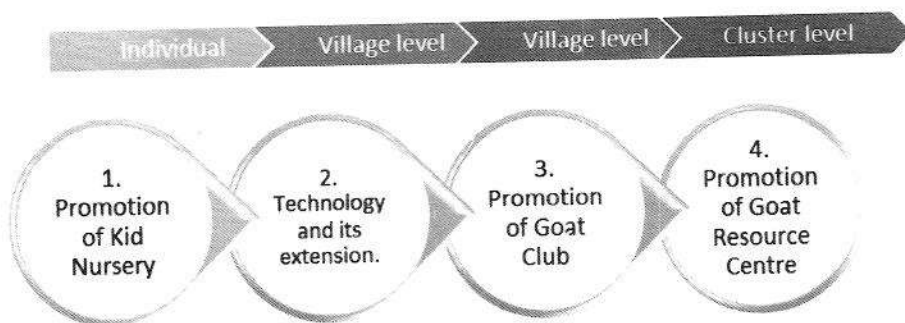 Individual
Village level
Village level
Cluster level
1.
Promotion
of Kid
Nursery
2.
Technology
and its
extension.
3.
Promotion
of Goat
Club
4.
Promotion
of Goat
Resource
Centre